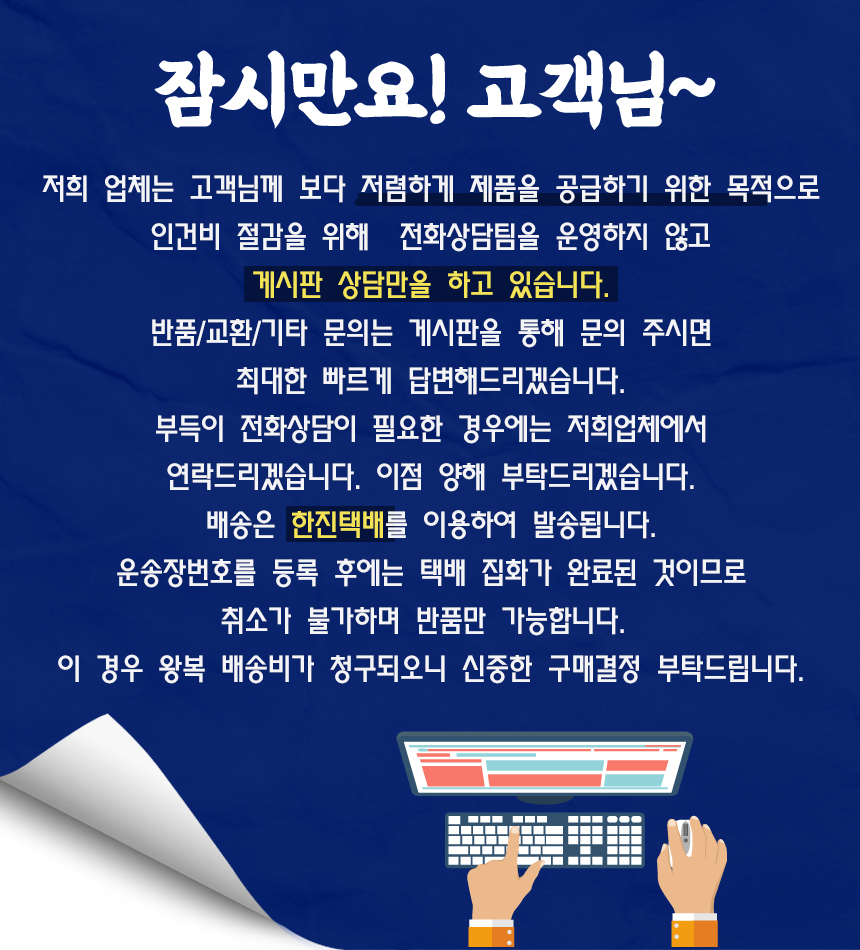 잠시만요! 고객님~
저희 업체는 고객님께 보다 저렴하게 제품을 공급하기 위한 목적으로
인건비 절감을 위해 전화상담팀을 운영하지 않고
게시판 상담만을 하고 있습니다.
반품/교환/기타 문의는 게시판을 통해 문의 주시면
최대한 빠르게 답변해드리겠습니다.
부득이 전화상담이 필요한 경우에는 저희업체에서
연락드리겠습니다. 이점 양해 부탁드리겠습니다.
배송은 한진택배를 이용하여 발송됩니다.
운송장번호를 등록 후에는 택배 집화가 완료된 것이므로
취소가 불가하며 반품만 가능합니다.
이 경우 왕복 배송비가 청구되오니 신중한 구매결정 부탁드립니다.